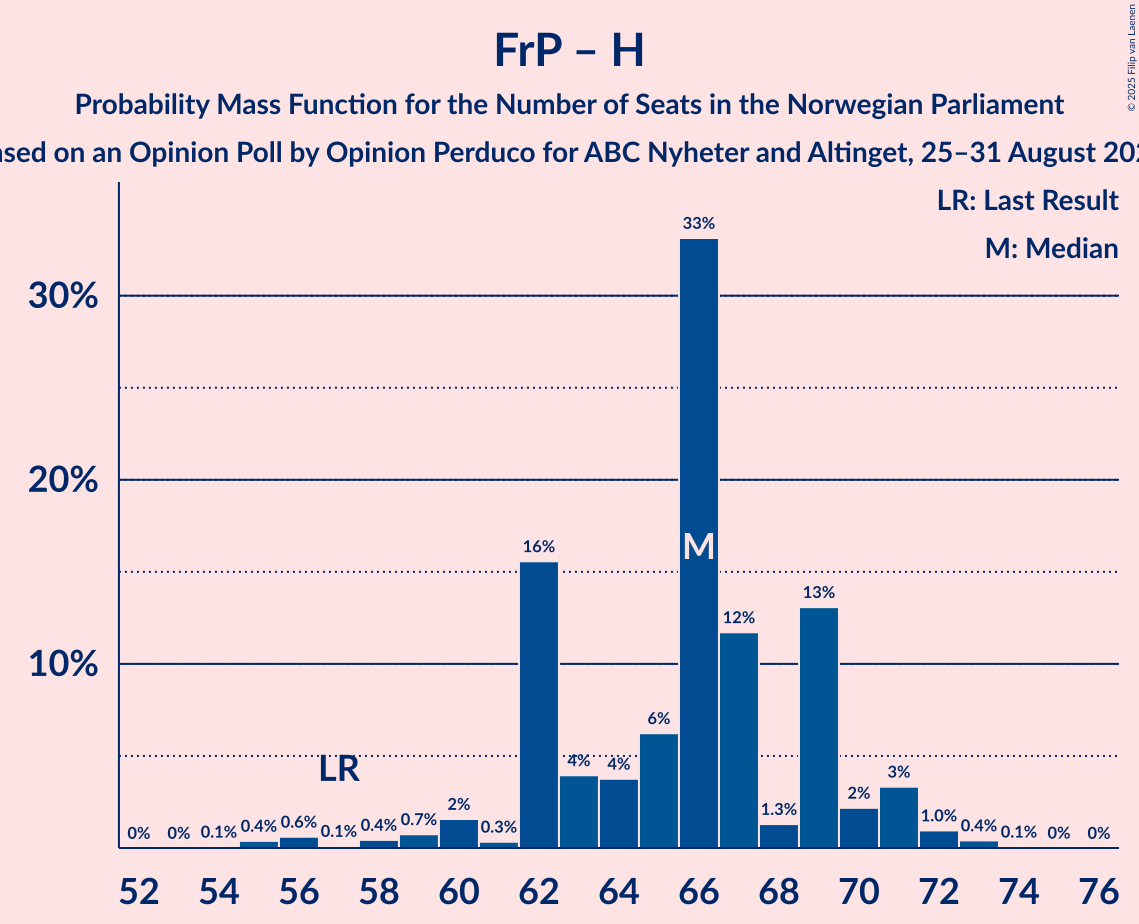 FrP – H
Probability Mass Function for the Number of Seats in the Norwegian Parliament
on an Opinion Poll by Opinion Perduco for ABC Nyheter and Altinget, 25–31 August
© 2025 Filip van Laenen
LR: Last Result
M: Median
30%
20%
10%
0% 0% 0.1% 0.4% 0.6% 0.1% 0.4% 0.7% 2% 0.3% 16% 4% 4% 6% 33% 12% 1.3% 13% 2% 3% 1.0% 0.4% 0.1% 0% 0%
LR
M
52 54 56 58 60 62 64 66 68 70 72 74 76